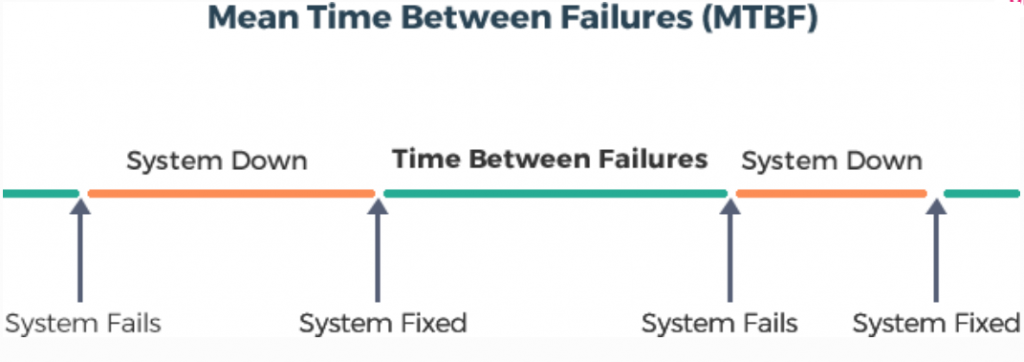 Mean Time Between Failures (MTBF)
System Down
Time Between Failures
System Down
System Fails
System Fixed
System Fails
System Fixed